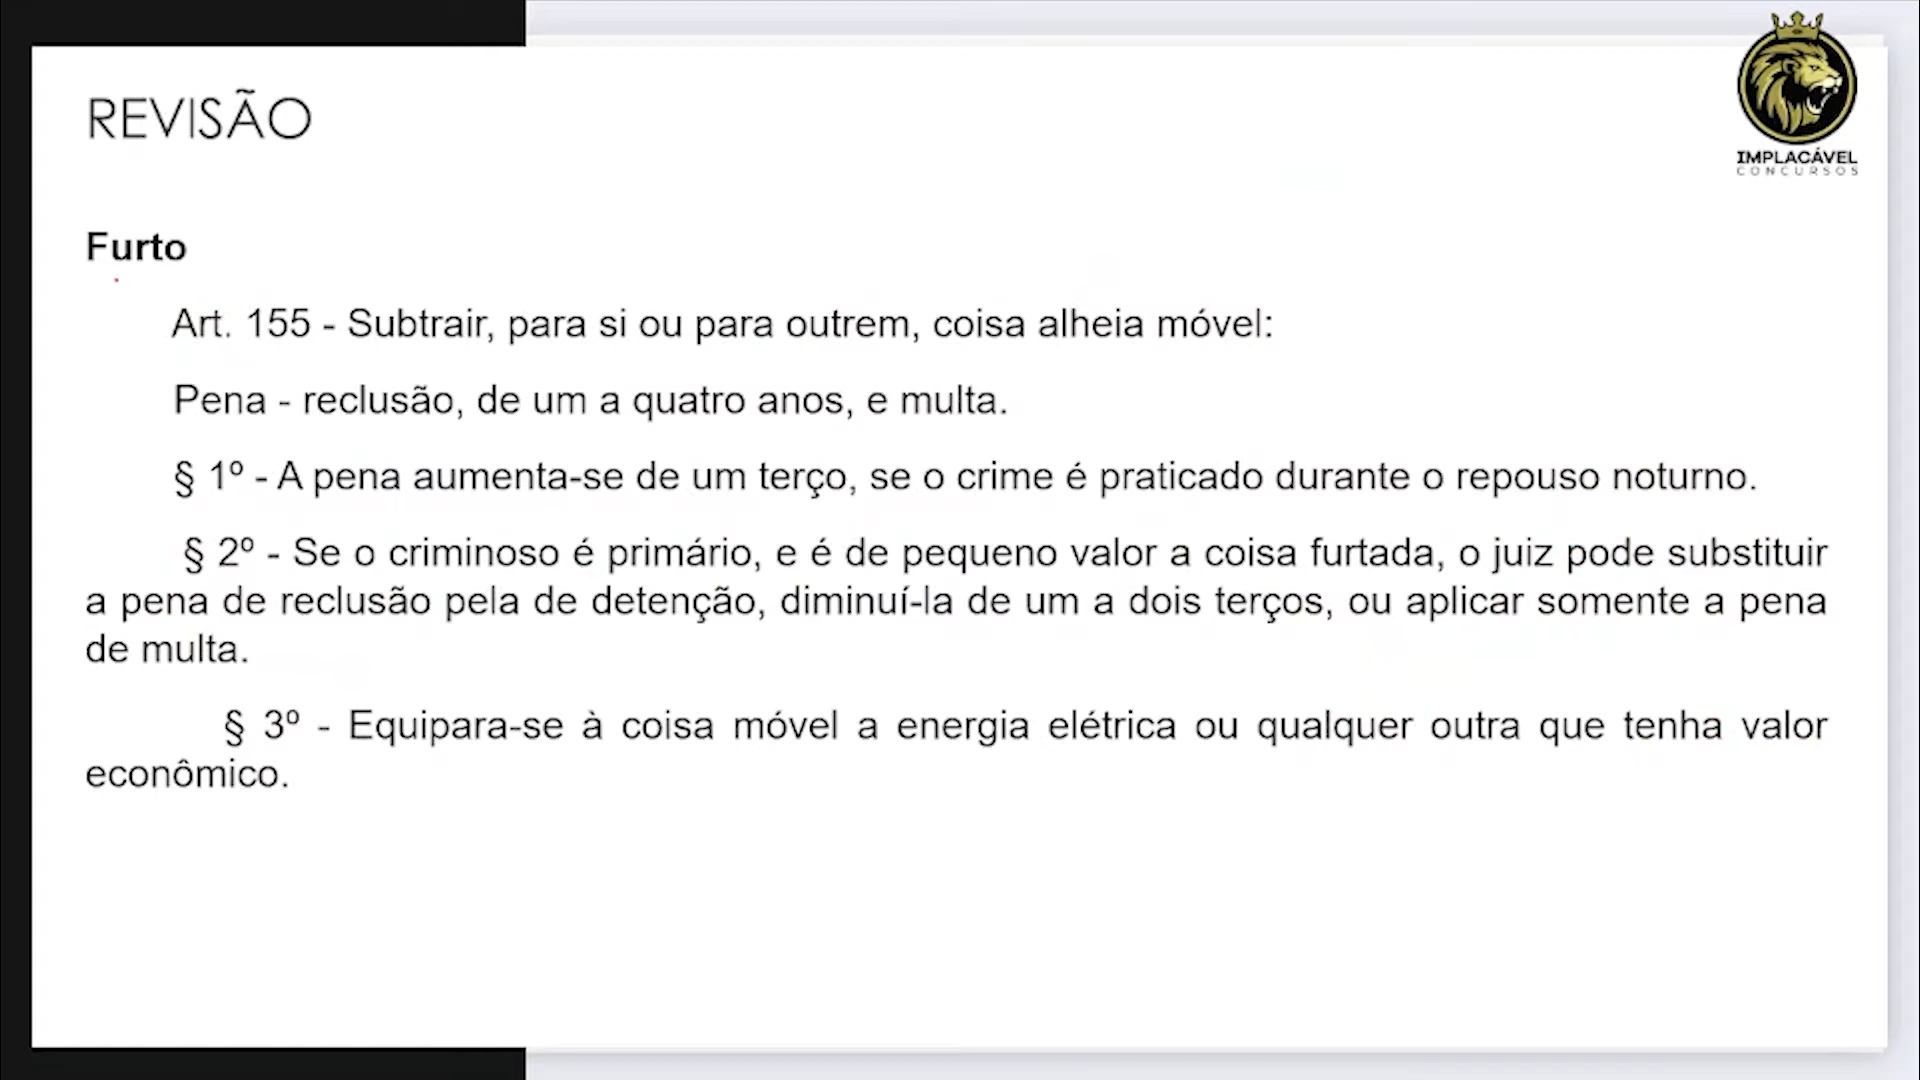 REVISÃO
IMPLACÁVEL
CONCURSOS
Furto
Art. 155 - Subtrair, para si ou para outrem, coisa alheia móvel:
Pena - reclusão, de um a quatro anos, e multa.
§ 1º - A pena aumenta-se de um terço, se o crime é praticado durante o repouso noturno.
§ 2º - Se o criminoso é primário, e é de pequeno valor a coisa furtada, o juiz pode substituir
a pena de reclusão pela de detenção, diminuí-la de um a dois terços, ou aplicar somente a pena
de multa.
§ 3º - Equipara-se à coisa móvel a energia elétrica ou qualquer outra que tenha valor
econômico.